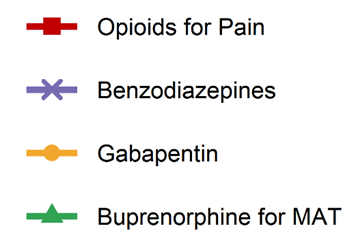 Opioids for Pain
Benzodiazepines
Gabapentin
Buprenorphine for MAT